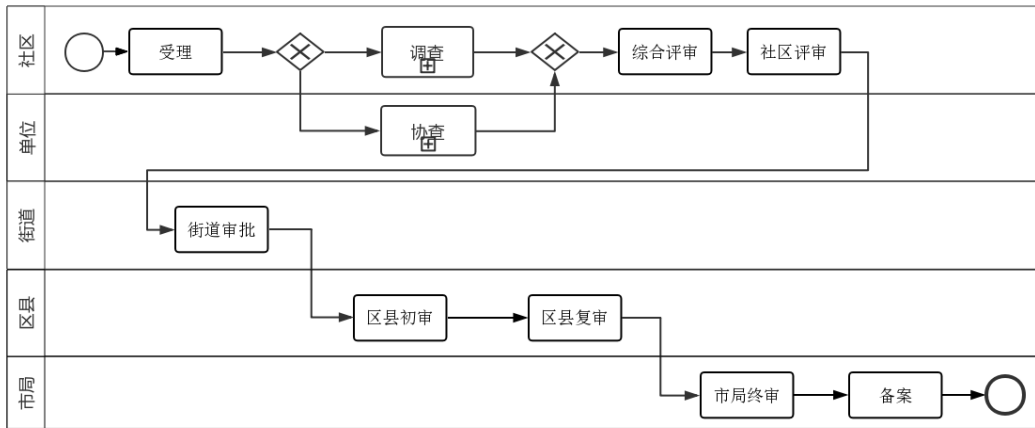 社区
受理
调查
综合评审
社区评审
单位
协查
街道
街道审批
区县
区县初审
区县复审
市局
市局终审
备案